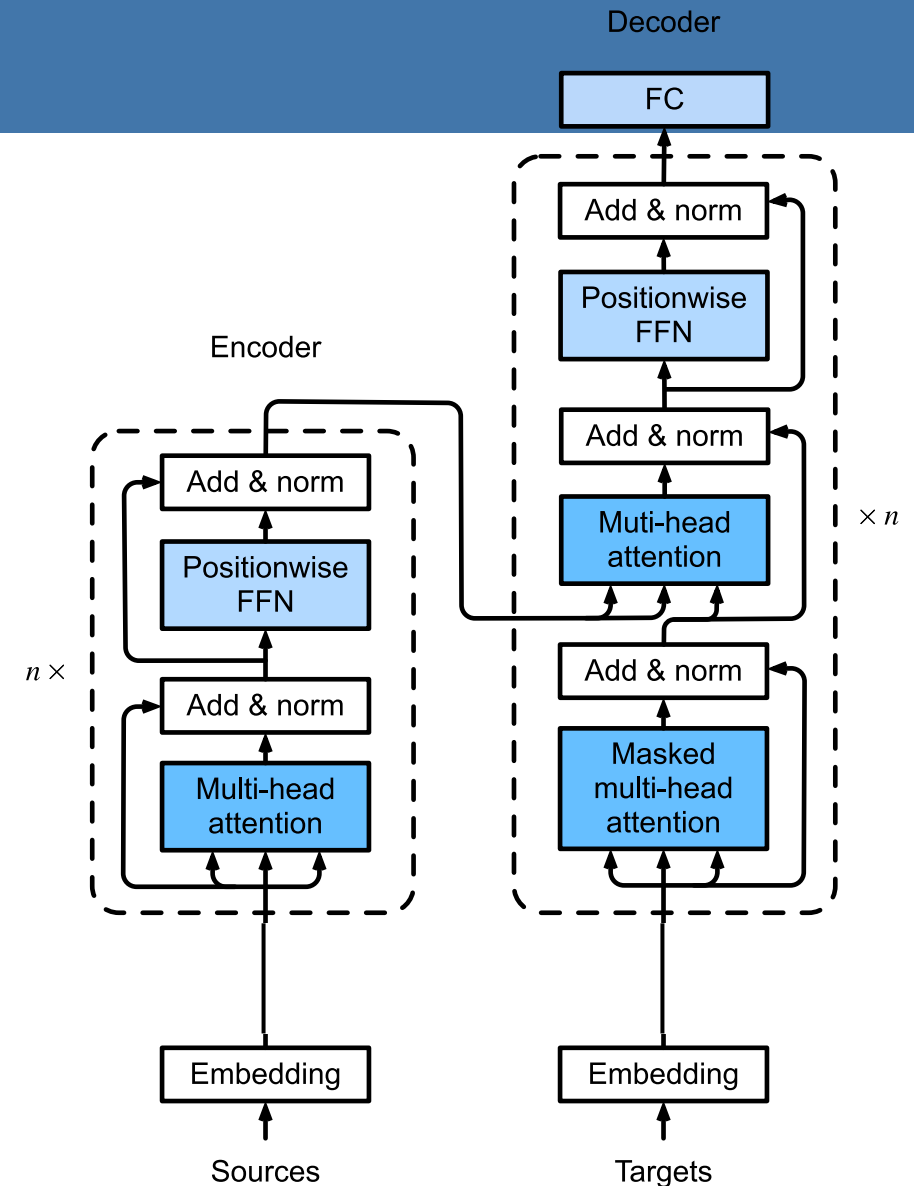 Decoder
FC
Add & norm
Positionwise
FFN
Add & norm
Muti-head
attention
× n
Add & norm
Masked
multi-head
attention
Embedding
Targets
Encoder
Add & norm
Positionwise
FFN
n ×
Add & norm
Multi-head
attention
Embedding
Sources